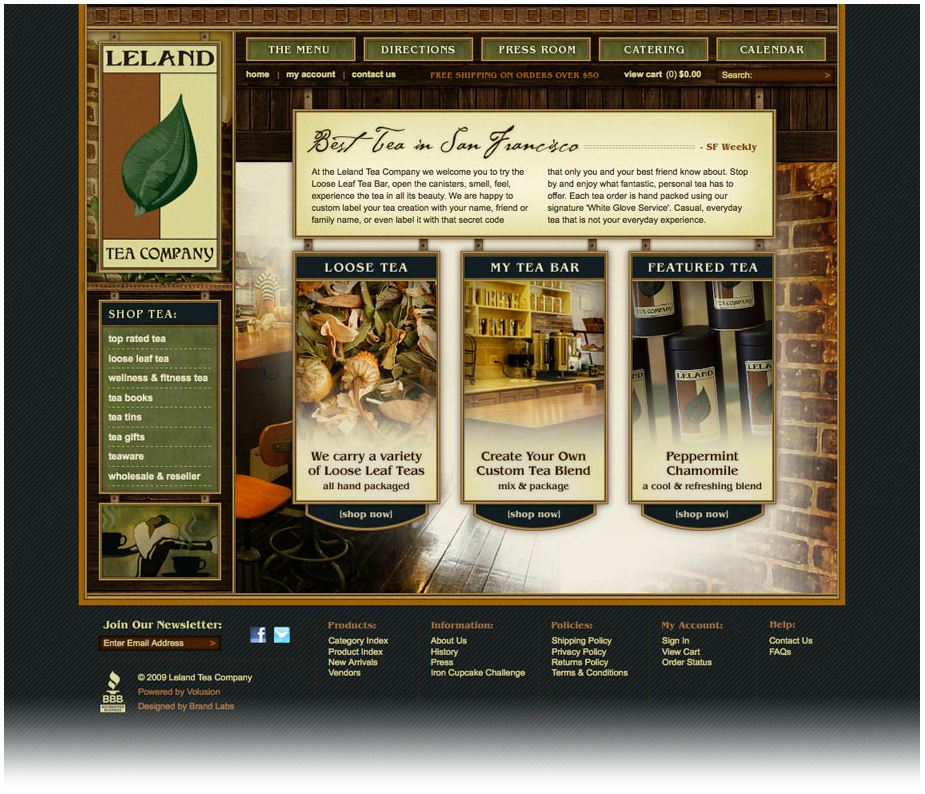 LELAND
TEA COMPANY
THE MENU
DIRECTIONS
PRESS ROOM
CATERING
CALENDAR
home | my account | contact us
FREE SHIPPING ON ORDERS OVER $50
view cart (0) $0.00
Search: >
Best Tea in San Francisco - SF Weekly
At the Leland Tea Company we welcome you to try the
Loose Leaf Tea Bar, open the canisters, smell, feel,
experience the tea in all its beauty. We are happy to
custom label your tea creation with your name, friend or
family name, or even label it with that secret code
that only you and your best friend know about. Stop
by and enjoy what fantastic, personal tea has to
offer. Each tea order is hand packed using our
signature 'White Glove Service'. Casual, everyday
tea that is not your everyday experience.
SHOP TEA:
top rated tea
loose leaf tea
wellness & fitness tea
tea books
tea tins
tea gifts
teaware
wholesale & reseller
LOOSE TEA
We carry a variety
of Loose Leaf Teas
all hand packaged
[shop now]
MY TEA BAR
Create Your Own
Custom Tea Blend
mix & package
[shop now]
FEATURED TEA
TEA COMPANY
TEA COMPANY
LELAND
Peppermint
Chamomile
a cool & refreshing blend
[shop now]
Join Our Newsletter:
Enter Email Address >
f
Products:
Category Index
Product Index
New Arrivals
Vendors
Information:
About Us
History
Press
Iron Cupcake Challenge
Policies:
Shipping Policy
Privacy Policy
Returns Policy
Terms & Conditions
My Account:
Sign In
View Cart
Order Status
Help:
Contact Us
FAQs
BBB
© 2009 Leland Tea Company
Powered by Volusion
Designed by Brand Labs